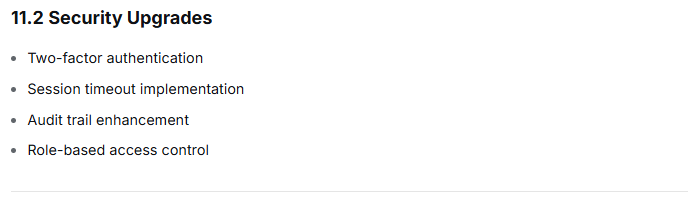 11.2 Security Upgrades
• Two-factor authentication
• Session timeout implementation
• Audit trail enhancement
• Role-based access control